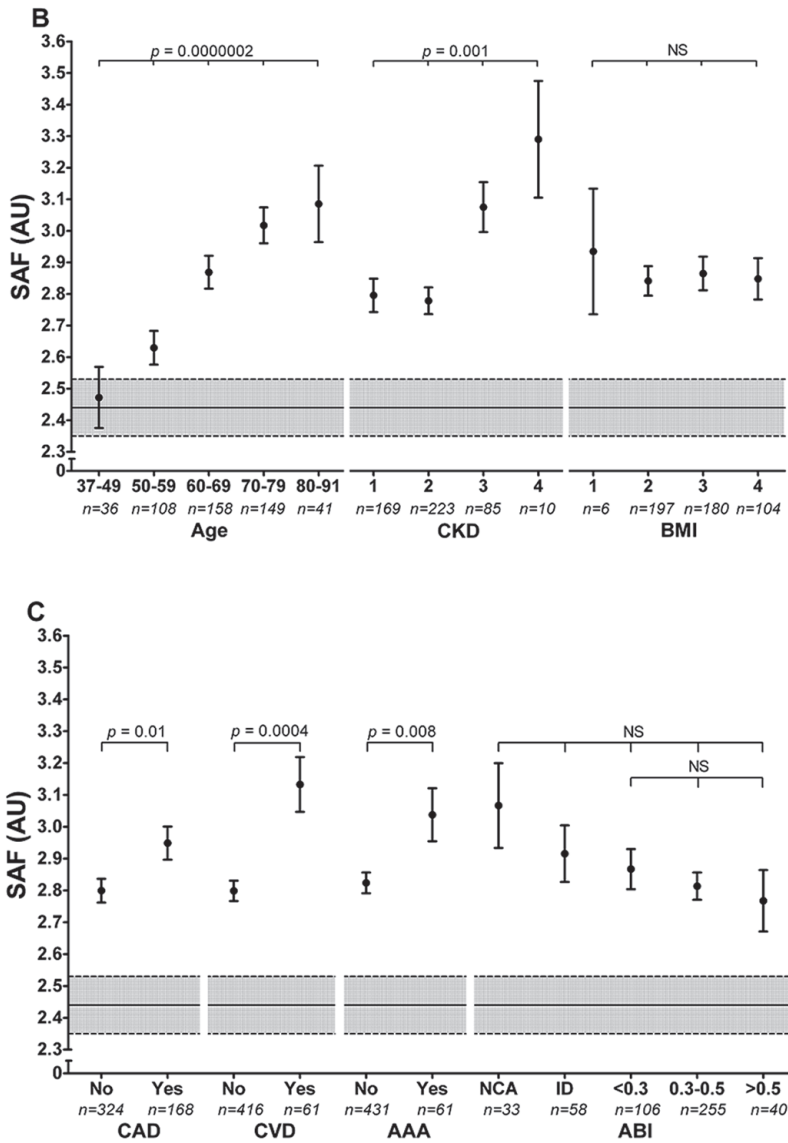 B
p = 0.0000002 p = 0.001 NS
3.6
3.5
3.4
3.3
3.2
3.1
3.0
2.9
2.8
2.7
2.6
2.5
2.4
2.3
0
SAF (AU)
37-49 50-59 60-69 70-79 80-91 1 2 3 4 1 2 3 4
n=36 n=108 n=158 n=149 n=41 n=169 n=223 n=85 n=10 n=6 n=197 n=180 n=104
Age CKD BMI
C
3.6
3.5
3.4
3.3
3.2
3.1
3.0
2.9
2.8
2.7
2.6
2.5
2.4
2.3
0
SAF (AU)
p = 0.01 p = 0.0004 p = 0.008 NS
NS
No Yes No Yes No Yes NCA ID <0.3 0.3-0.5 >0.5
n=324 n=168 n=416 n=61 n=431 n=61 n=33 n=58 n=106 n=255 n=40
CAD CVD AAA ABI